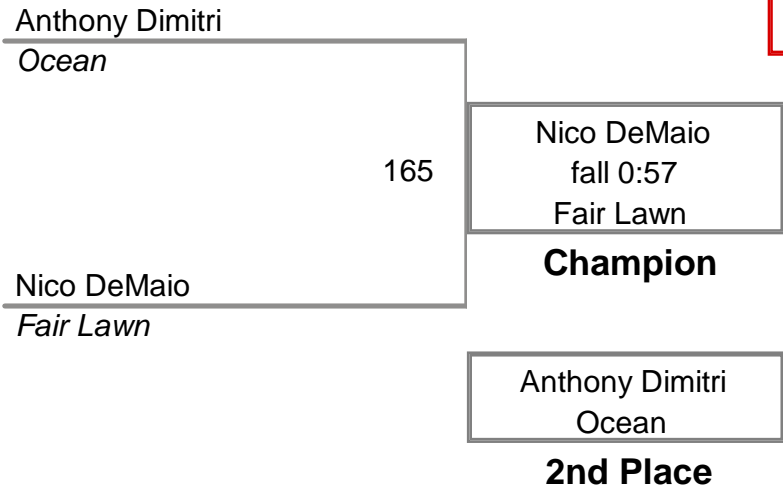 Anthony Dimitri
Ocean
165
Nico DeMaio
fall 0:57
Fair Lawn
Champion
Nico DeMaio
Fair Lawn
Anthony Dimitri
Ocean
2nd Place